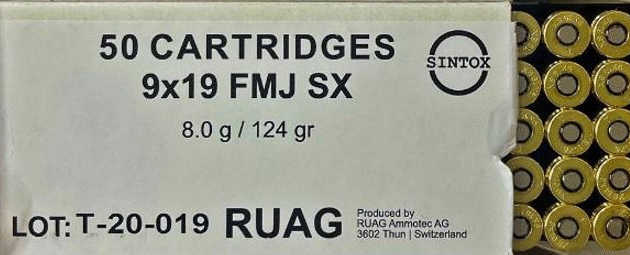 50 CARTRIDGES
SINTOX
9x19 FMJ SX
8.0 g / 124 gr
LOT: T-20-019 RUAG
Produced by
RUAG Ammotec AG
3602 Thun | Switzerland